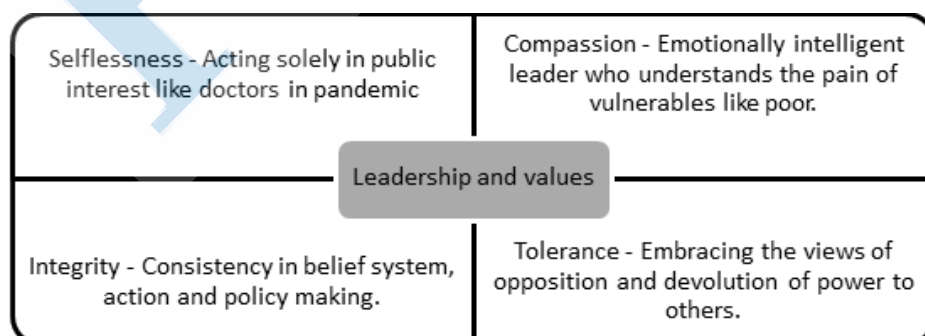 Selflessness - Acting solely in public
interest like doctors in pandemic
Compassion - Emotionally intelligent
leader who understands the pain of
vulnerables like poor.
Leadership and values
Integrity - Consistency in belief system,
action and policy making.
Tolerance - Embracing the views of
opposition and devolution of power to
others.